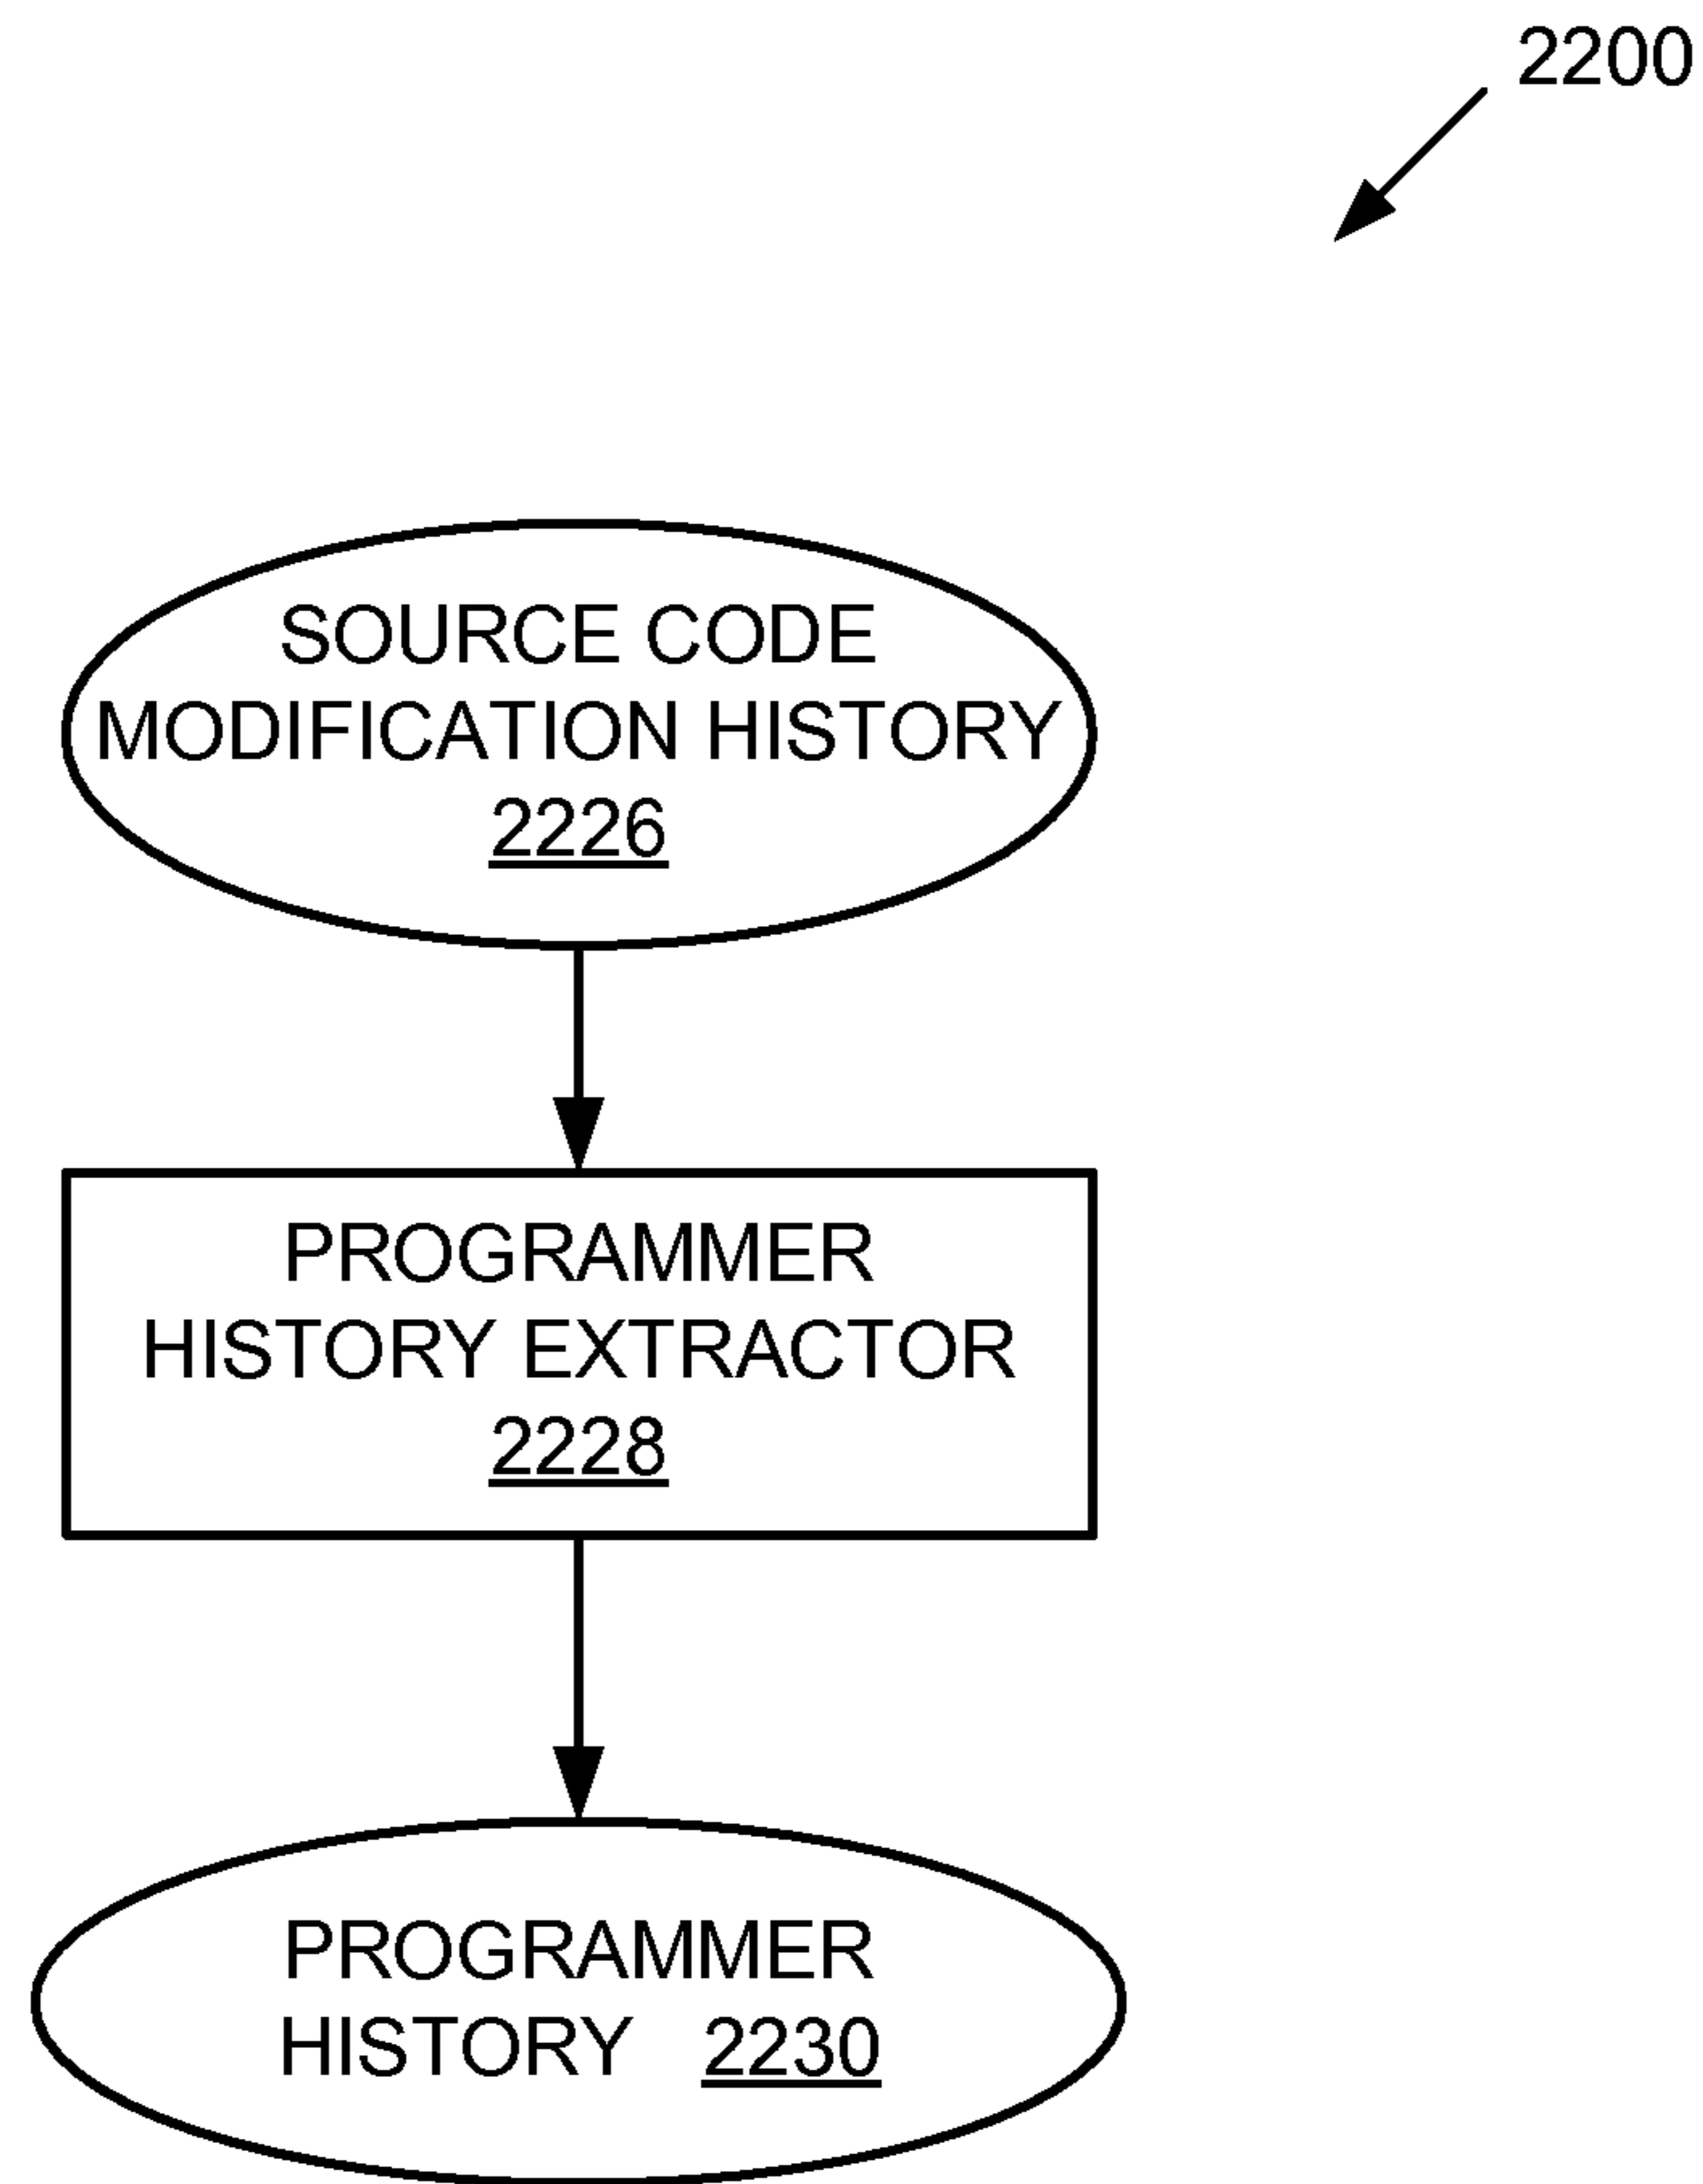 2200
SOURCE CODE
MODIFICATION HISTORY
2226
PROGRAMMER
HISTORY EXTRACTOR
2228
PROGRAMMER
HISTORY 2230